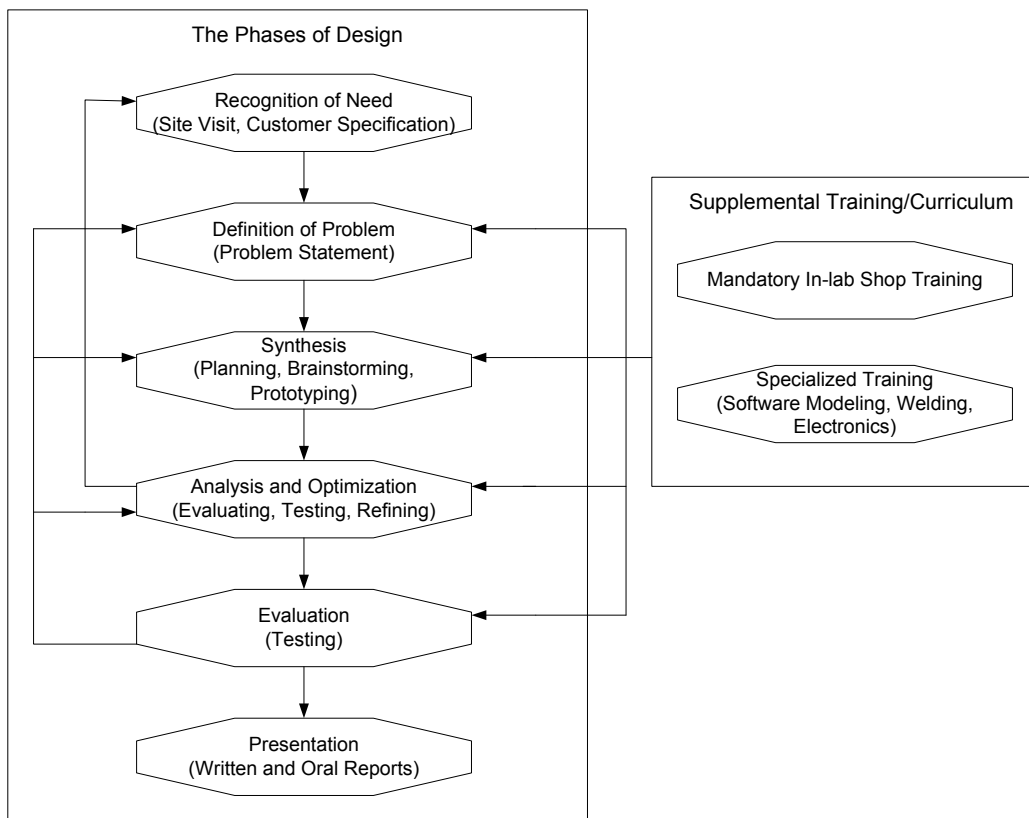 The Phases of Design
Recognition of Need
(Site Visit, Customer Specification)
Definition of Problem
(Problem Statement)
Synthesis
(Planning, Brainstorming,
Prototyping)
Analysis and Optimization
(Evaluating, Testing, Refining)
Evaluation
(Testing)
Presentation
(Written and Oral Reports)
Supplemental Training/Curriculum
Mandatory In-lab Shop Training
Specialized Training
(Software Modeling, Welding,
Electronics)